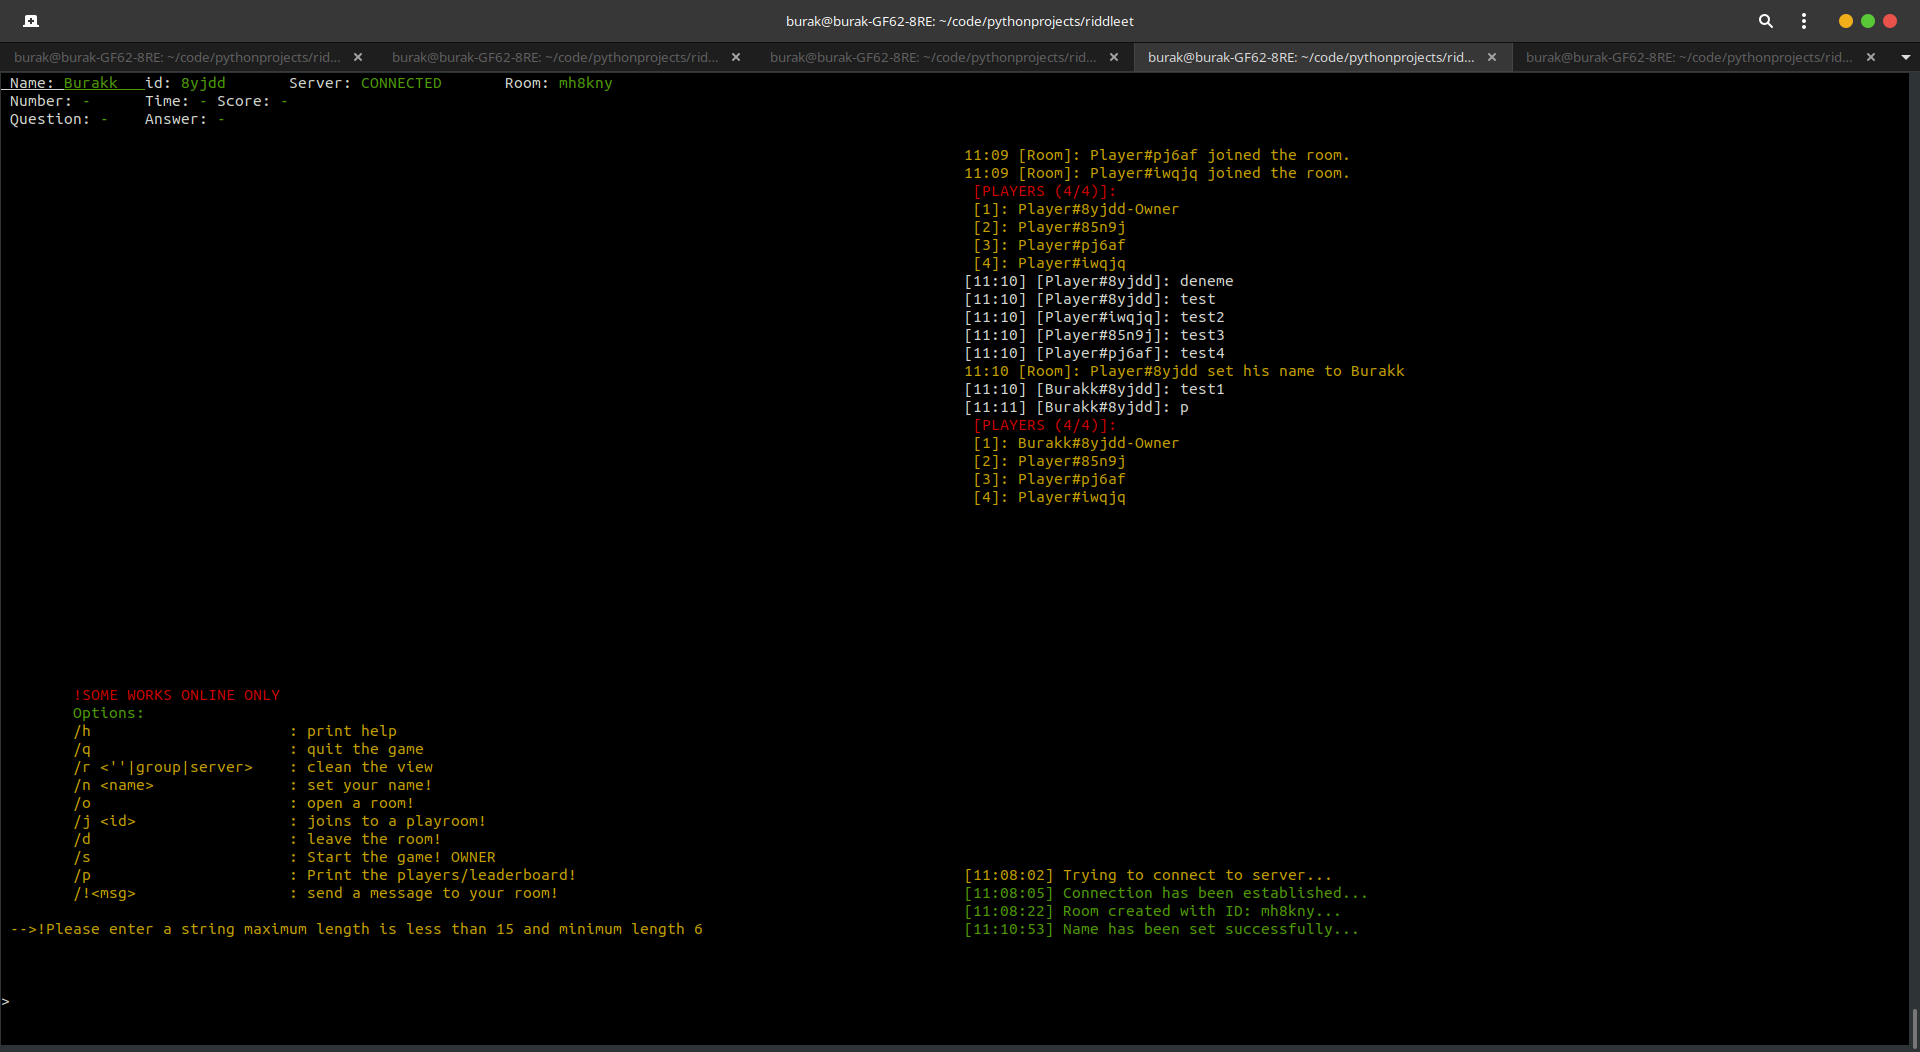 burak@burak-GF62-8RE: ~/code/pythonprojects/riddleet
burak@burak-GF62-8RE: ~/code/pythonprojects/ridd...
burak@burak-GF62-8RE: ~/code/pythonprojects/rid...
burak@burak-GF62-8RE: ~/code/pythonprojects/rid...
burak@burak-GF62-8RE: ~/code/pythonprojects/rid...
burak@burak-GF62-8RE: ~/code/pythonprojects/rid...
Name: Burakk id: 8yjdd Server: CONNECTED Room: mh8kny
Number: - Time: - Score: -
Question: - Answer: -
11:09 [Room]: Player#pj6af joined the room.
11:09 [Room]: Player#iwqjq joined the room.
[PLAYERS (4/4)]:
[1]: Player#8yjdd-Owner
[2]: Player#85n9j
[3]: Player#pj6af
[4]: Player#iwqjq
[11:10] [Player#8yjdd]: deneme
[11:10] [Player#8yjdd]: test
[11:10] [Player#iwqjq]: test2
[11:10] [Player#85n9j]: test3
[11:10] [Player#pj6af]: test4
11:10 [Room]: Player#8yjdd set his name to Burakk
[11:10] [Burakk#8yjdd]: test1
[11:11] [Burakk#8yjdd]: p
[PLAYERS (4/4)]:
[1]: Burakk#8yjdd-Owner
[2]: Player#85n9j
[3]: Player#pj6af
[4]: Player#iwqjq
!SOME WORKS ONLINE ONLY
Options:
/h : print help
/q : quit the game
/r <''|group|server> : clean the view
/n <name> : set your name!
/o : open a room!
/j <id> : joins to a playroom!
/d : leave the room!
/s : Start the game! OWNER
/p : Print the players/leaderboard!
/!<msg> : send a message to your room!
-->!Please enter a string maximum length is less than 15 and minimum length 6
[11:08:02] Trying to connect to server...
[11:08:05] Connection has been established...
[11:08:22] Room created with ID: mh8kny...
[11:10:53] Name has been set successfully...
>